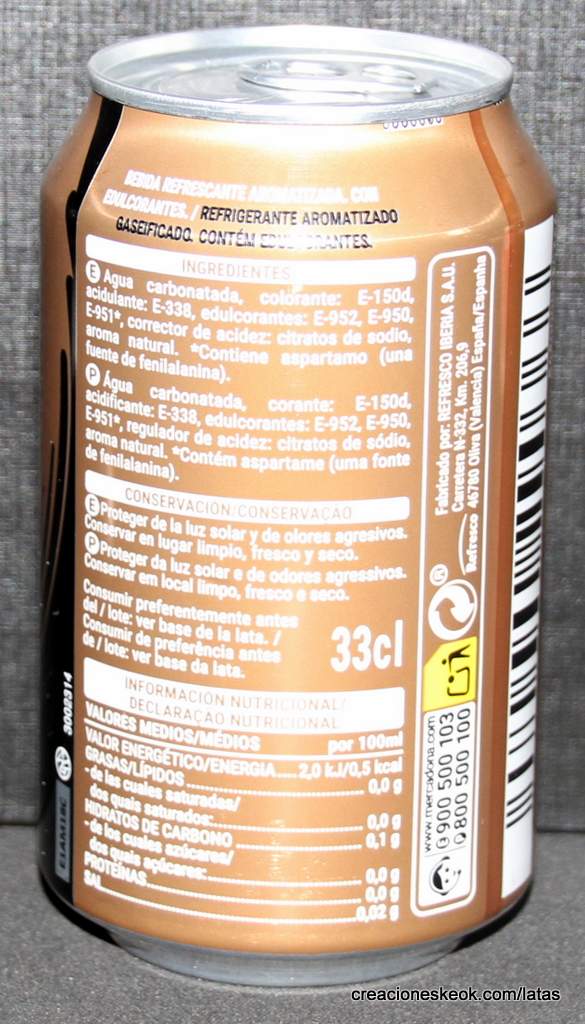 BEBIDA REFRESCANTE AROMATIZADA. CON
EDULCORANTES. / REFRIGERANTE AROMATIZADO
GASEIFICADO. CONTÉM EDULCORANTES.
INGREDIENTES
E Agua carbonatada, colorante: E-150d,
acidulante: E-338, edulcorantes: E-952, E-950,
E-951*, corrector de acidez: citratos de sodio,
aroma natural. *Contiene aspartamo (una
fuente de fenilalanina).
P Água carbonatada, corante: E-150d,
acidificante: E-338, edulcorantes: E-952, E-950,
E-951*, regulador de acidez: citratos de sódio,
aroma natural. *Contém aspartame (uma fonte
de fenilalanina).
CONSERVACIÓN/CONSERVAÇÃO
E Proteger de la luz solar y de olores agresivos.
Conservar en lugar limpio, fresco y seco.
P Proteger da luz solar e de odores agressivos.
Conservar em local limpo, fresco e seco.
Consumir preferentemente antes
del / lote: ver base de la lata. /
Consumir de preferência antes
de / lote: ver base da lata.
33cl
INFORMACIÓN NUTRICIONAL/
DECLARAÇÃO NUTRICIONAL
VALORES MEDIOS/MÉDIOS por 100ml
VALOR ENERGÉTICO/ENERGIA.... 2,0 kJ/0,5 kcal
GRASAS/LÍPIDOS 0,0 g
- de las cuales saturadas/
dos quais saturados: 0,0 g
HIDRATOS DE CARBONO 0,1 g
- de los cuales azúcares/
dos quais açúcares: 0,0 g
PROTEÍNAS 0,0 g
SAL 0,02 g
Fabricado por: REFRESCO IBERIA S.A.U.
Carretera N-332, Km. 206,9
46780 Oliva (Valencia) España/Espanha
Refresco
www.mercadona.com
E 900 500 103
P 800 500 100
3002314
E1AM18C
creacioneskeok.com/latas